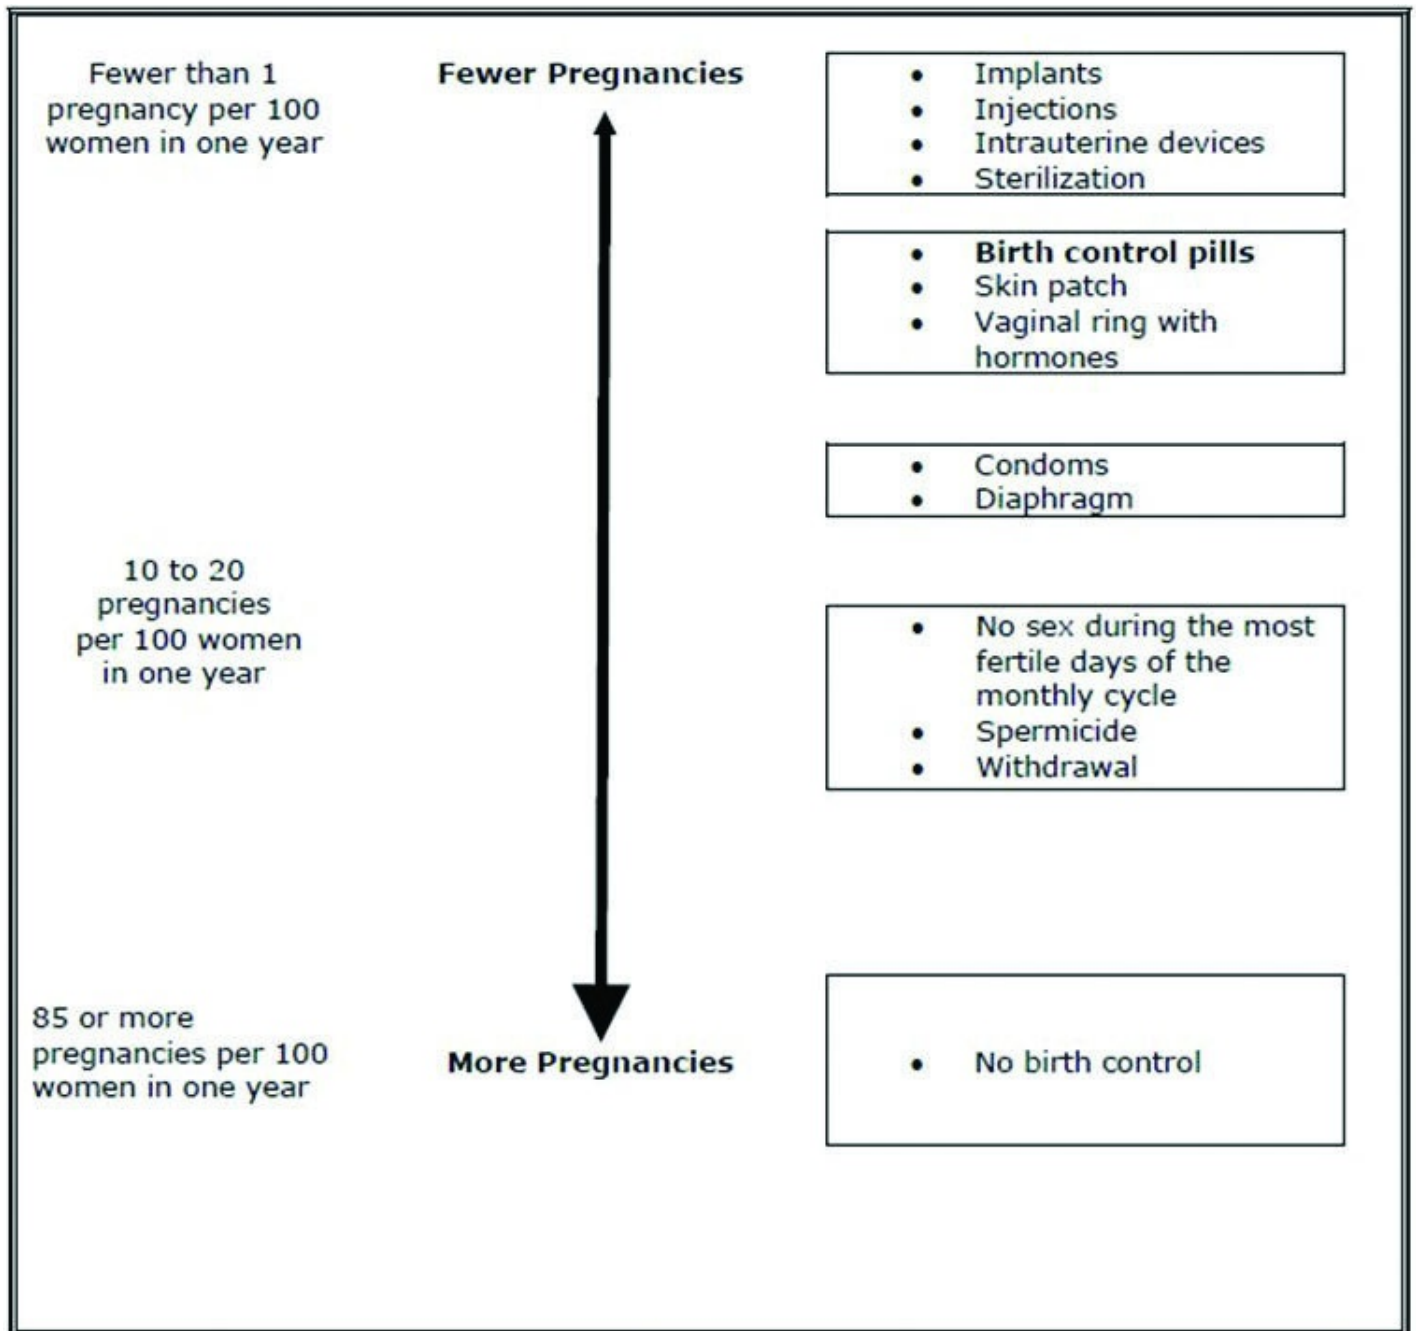 Fewer than 1
pregnancy per 100
women in one year
Fewer Pregnancies
• Implants
• Injections
• Intrauterine devices
• Sterilization
• Birth control pills
• Skin patch
• Vaginal ring with
hormones
• Condoms
• Diaphragm
10 to 20
pregnancies
per 100 women
in one year
• No sex during the most
fertile days of the
monthly cycle
• Spermicide
• Withdrawal
85 or more
pregnancies per 100
women in one year
More Pregnancies
• No birth control